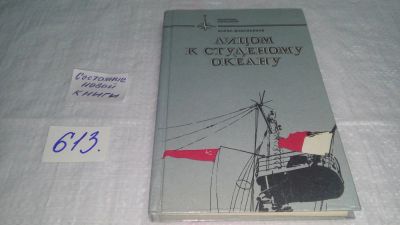 ЛИЦОМ
К СТУДЕНОМУ
ОКЕАНУ
Состояние
новой
книги
613.